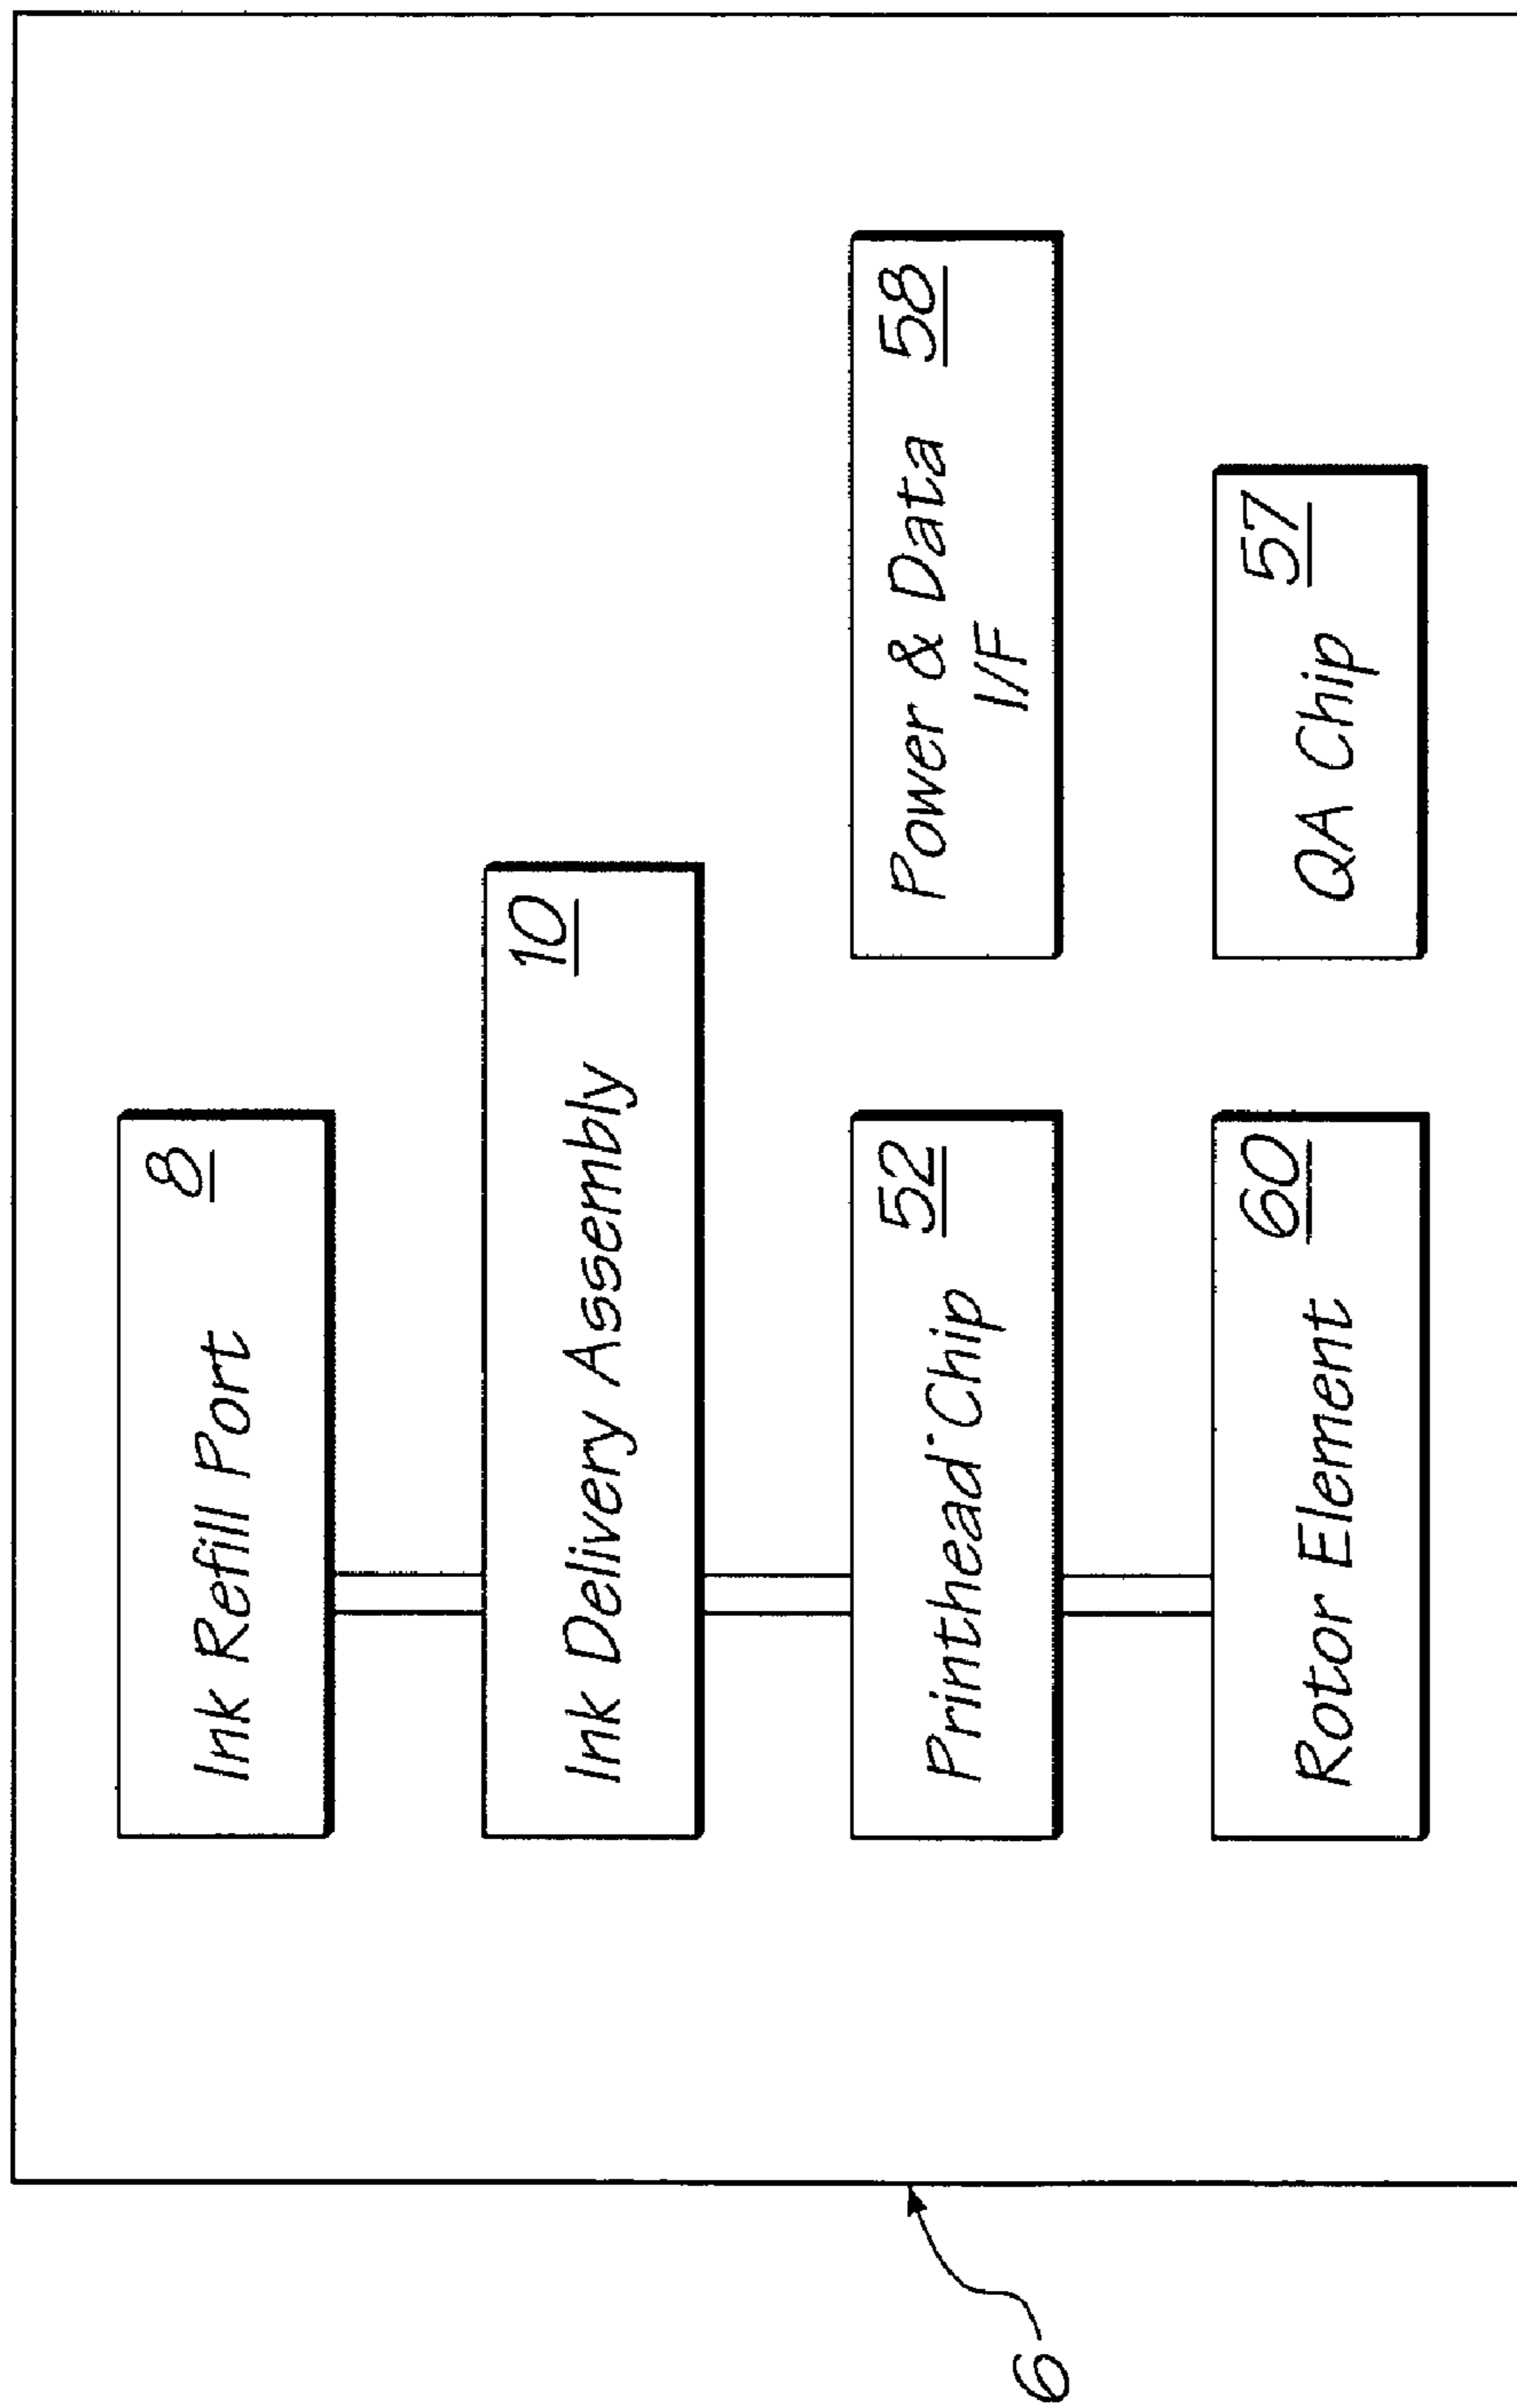 Ink Refill Port 8
Ink Delivery Assembly 10
Printhead Chip 52
Power & Data 58
I/F
Rotor Element 60
QA Chip 57
6